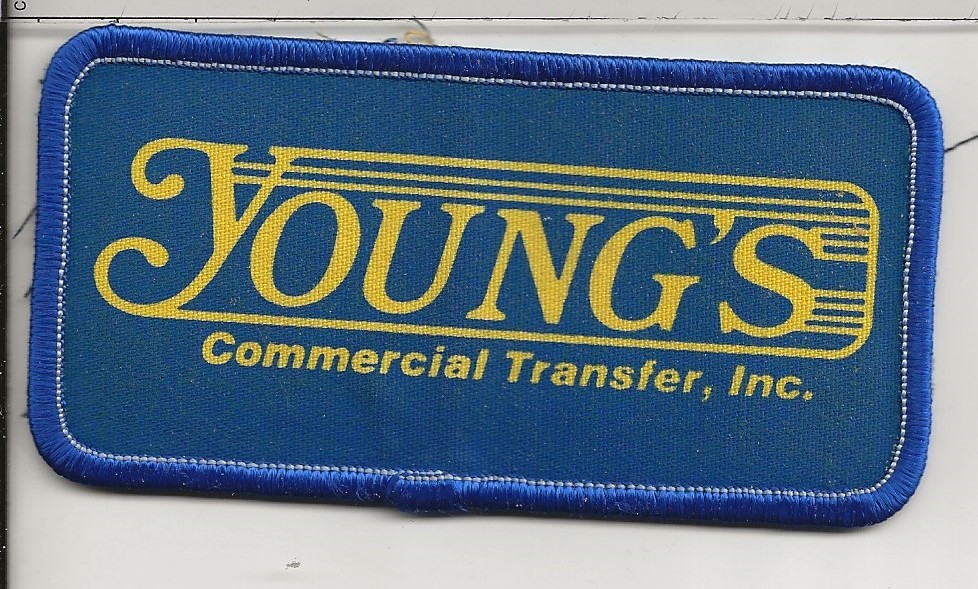 YOUNG'S
Commercial Transfer, Inc.